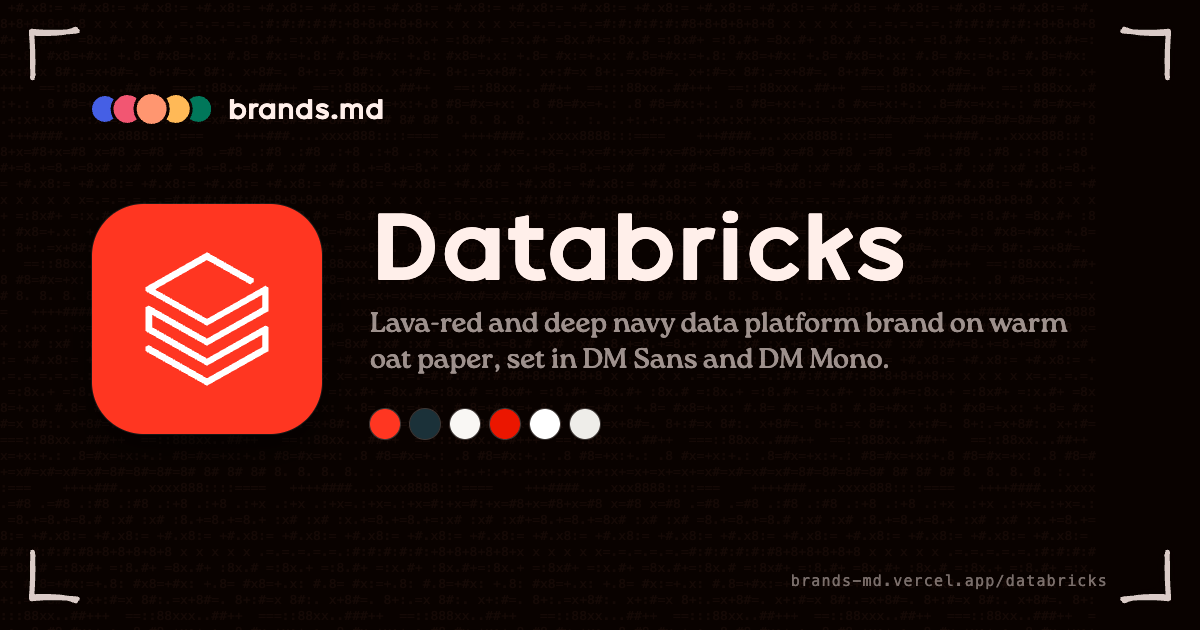 brands.md
Databricks
Lava-red and deep navy data platform brand on warm
oat paper, set in DM Sans and DM Mono.
brands-md.vercel.app/databricks